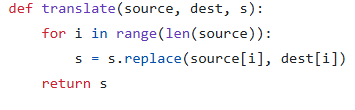 def translate(source, dest, s):
    for i in range(len(source)):
        s = s.replace(source[i], dest[i])
    return s